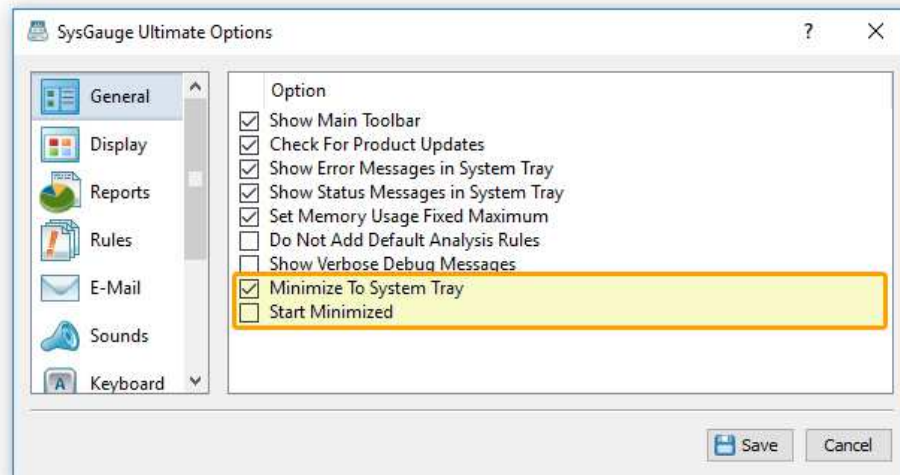 SysGauge Ultimate Options
?
General
Display
Reports
Rules
E-Mail
Sounds
Keyboard
Option
Show Main Toolbar
Check For Product Updates
Show Error Messages in System Tray
Show Status Messages in System Tray
Set Memory Usage Fixed Maximum
Do Not Add Default Analysis Rules
Show Verbose Debug Messages
Minimize To System Tray
Start Minimized
Save
Cancel